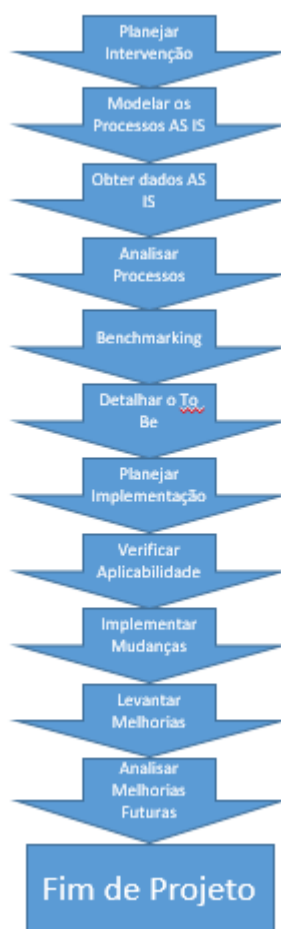 Planejar
Intervenção
Modelar os
Processos AS IS
Obter dados AS
IS
Analisar
Processos
Benchmarking
Detalhar o To
Be
Planejar
Implementação
Verificar
Aplicabilidade
Implementar
Mudanças
Levantar
Melhorias
Analisar
Melhorias
Futuras
Fim de Projeto